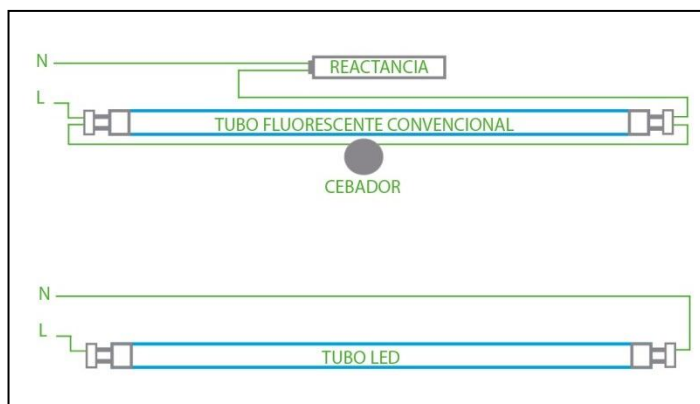 N
REACTANCIA
L
TUBO FLUORESCENTE CONVENCIONAL
CEBADOR
N
L
TUBO LED